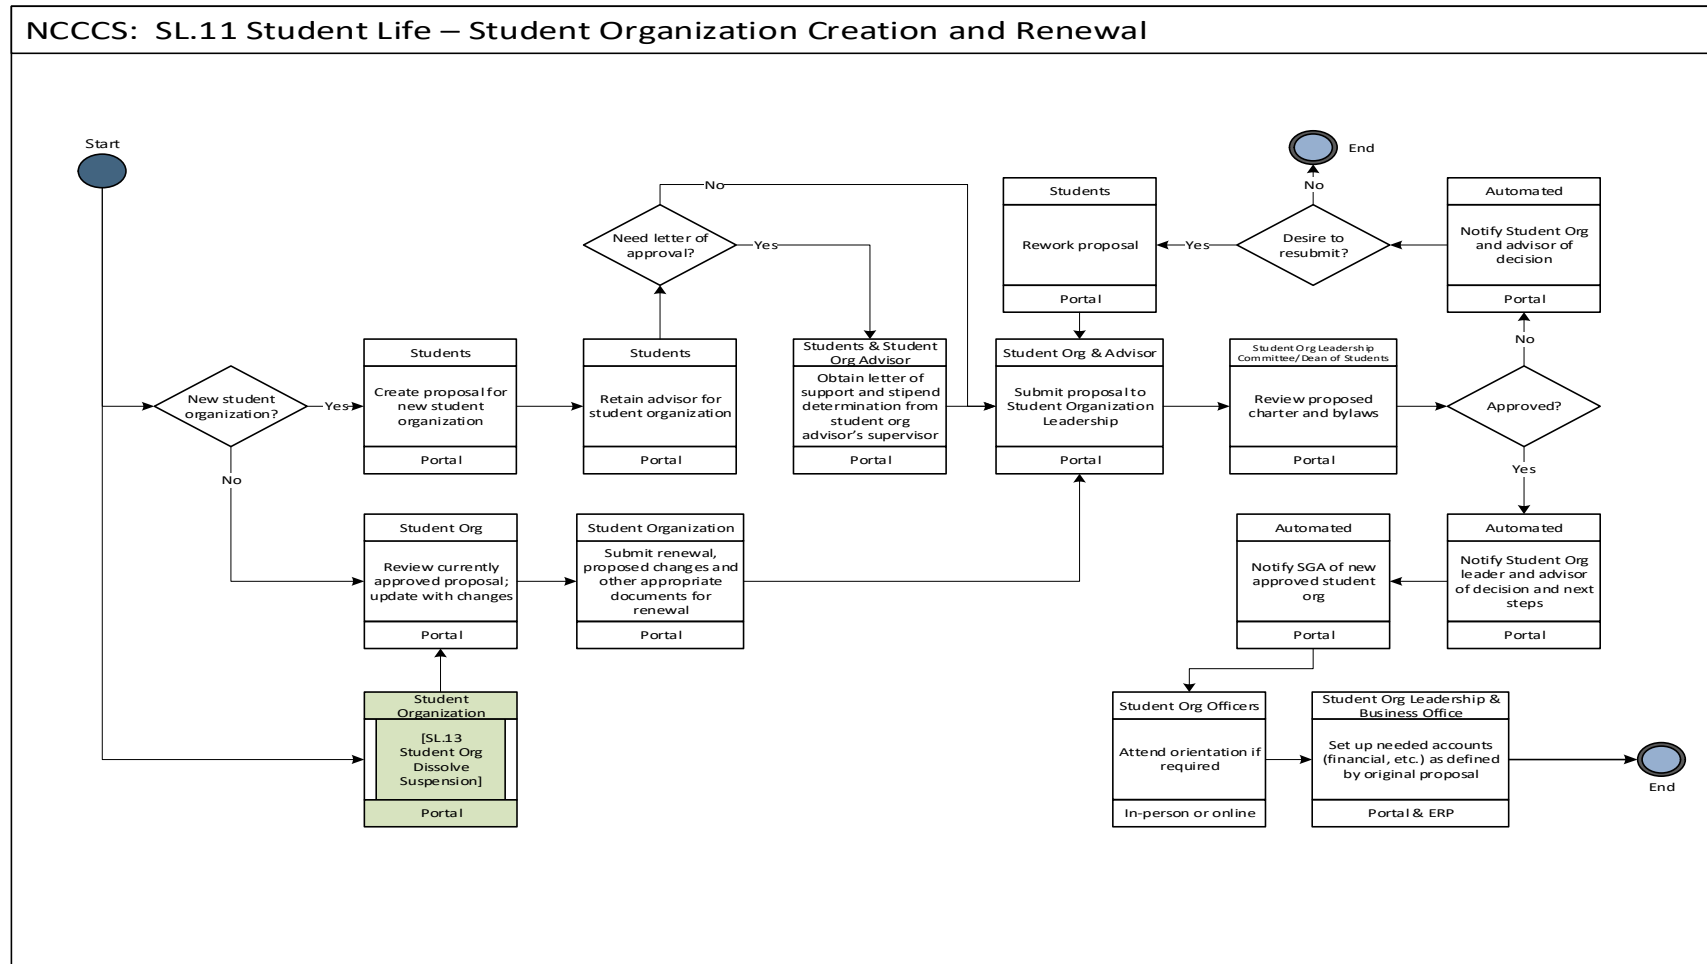 NCCCS:  SL.11 Student Life – Student Organization Creation and Renewal
Start
End
No
No
Students
Need letter of
approval?
Yes
Rework proposal
Portal
Yes
Desire to
resubmit?
Automated
Notify Student Org
and advisor of
decision
Portal
No
New student
organization?
Yes
No
Students
Create proposal for
new student
organization
Portal
Students
Retain advisor for
student organization
Portal
Students & Student
Org Advisor
Obtain letter of
support and stipend
determination from
student org
advisor's supervisor
Portal
Student Org & Advisor
Submit proposal to
Student Organization
Leadership
Portal
Student Org Leadership
Committee/Dean of Students
Review proposed
charter and bylaws
Portal
Approved?
Yes
Student Org
Review currently
approved proposal;
update with changes
Portal
Student Organization
Submit renewal,
proposed changes and
other appropriate
documents for
renewal
Portal
Automated
Notify SGA of new
approved student
org
Portal
Automated
Notify Student Org
leader and advisor
of decision and next
steps
Portal
Student
Organization
[SL.13
Student Org
Dissolve
Suspension]
Portal
Student Org Officers
Attend orientation if
required
In-person or online
Student Org Leadership &
Business Office
Set up needed accounts
(financial, etc.) as defined
by original proposal
Portal & ERP
End